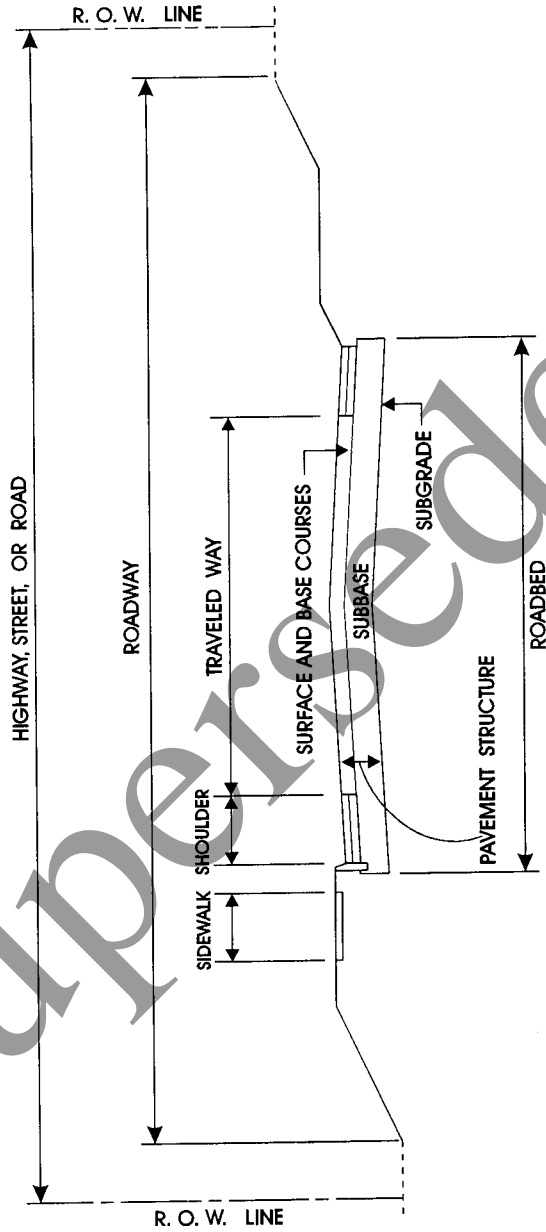 R. O. W. LINE
HIGHWAY, STREET, OR ROAD
ROADWAY
TRAVELED WAY
SHOULDER
SIDEWALK
SURFACE AND BASE COURSES
SUBBASE
SUBGRADE
PAVEMENT STRUCTURE
ROADBED
R. O. W. LINE
upersede